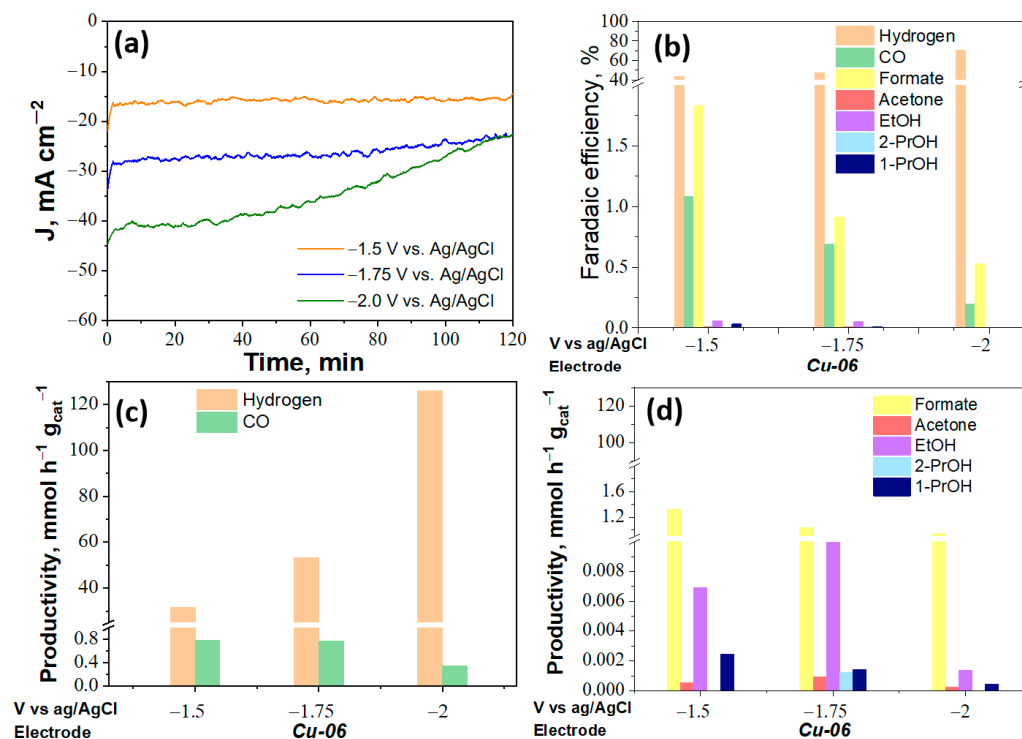 (a)
J, mA cm−2
0
−10
−20
−30
−40
−50
−60
−1.5 V vs. Ag/AgCl
−1.75 V vs. Ag/AgCl
−2.0 V vs. Ag/AgCl
0 20 40 60 80 100 120
Time, min
(b)
Faradaic efficiency, %
100
90
80
70
60
50
40
1.5
1.0
0.5
0.0
Hydrogen
CO
Formate
Acetone
EtOH
2-PrOH
1-PrOH
V vs ag/AgCl −1.5 −1.75 −2
Electrode Cu-06
(c)
Productivity, mmol h−1 gcat−1
120
100
80
60
40
0.8
0.4
0.0
Hydrogen
CO
V vs ag/AgCl −1.5 −1.75 −2
Electrode Cu-06
(d)
Productivity, mmol h−1 gcat−1
120
100
1.6
1.2
0.008
0.006
0.004
0.002
0.000
Formate
Acetone
EtOH
2-PrOH
1-PrOH
V vs ag/AgCl −1.5 −1.75 −2
Electrode Cu-06